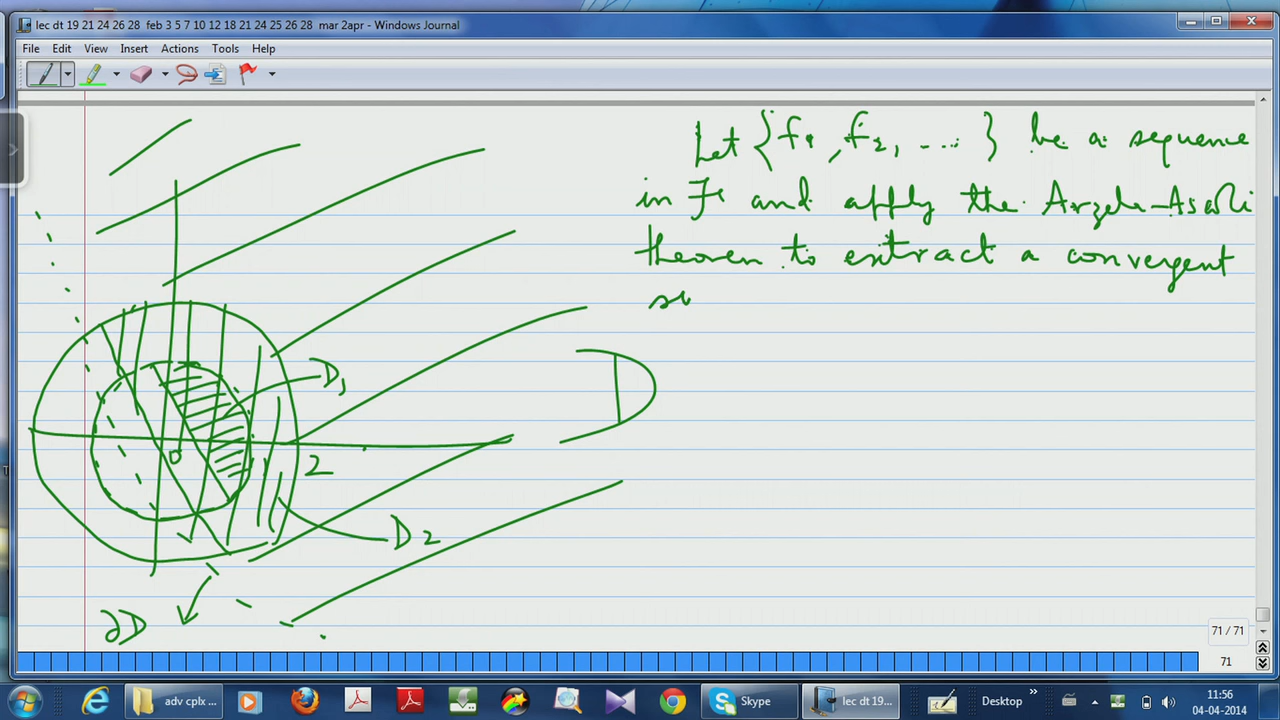 lec dt 19 21 24 26 28 feb 3 5 7 10 12 18 21 24 25 26 28 mar 2apr - Windows Journal
File Edit View Insert Actions Tools Help
Let {f1, f2, ....} be a sequence
in F and apply the Arzela-Ascoli
theorem to extract a convergent
su
D1
O
2
D2
∂D
71 / 71
71
adv cplx ...
Skype
lec dt 19...
Desktop
11:56
04-04-2014